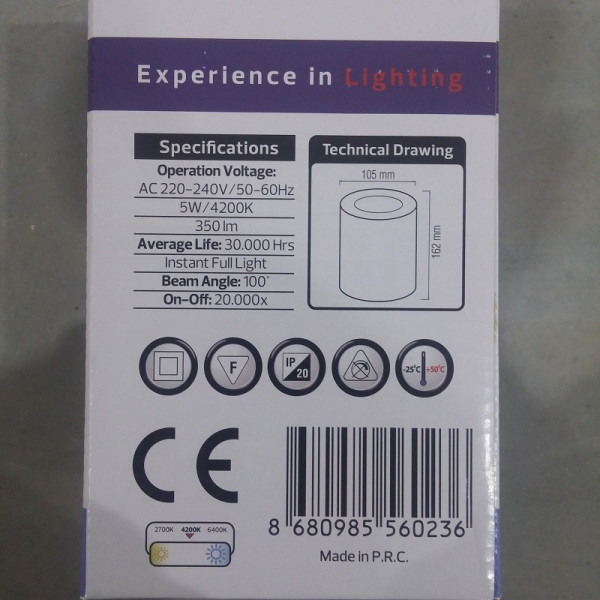 Experience in Lighting
Specifications
Operation Voltage:
AC 220-240V/50-60Hz
5W/4200K
350 lm
Average Life: 30.000 Hrs
Instant Full Light
Beam Angle: 100°
On-Off: 20.000x
Technical Drawing
105 mm
162 mm
F
IP
20
-25°C +50°C
CE
2700K 4200K 6400K
8 680985 560236
Made in P.R.C.